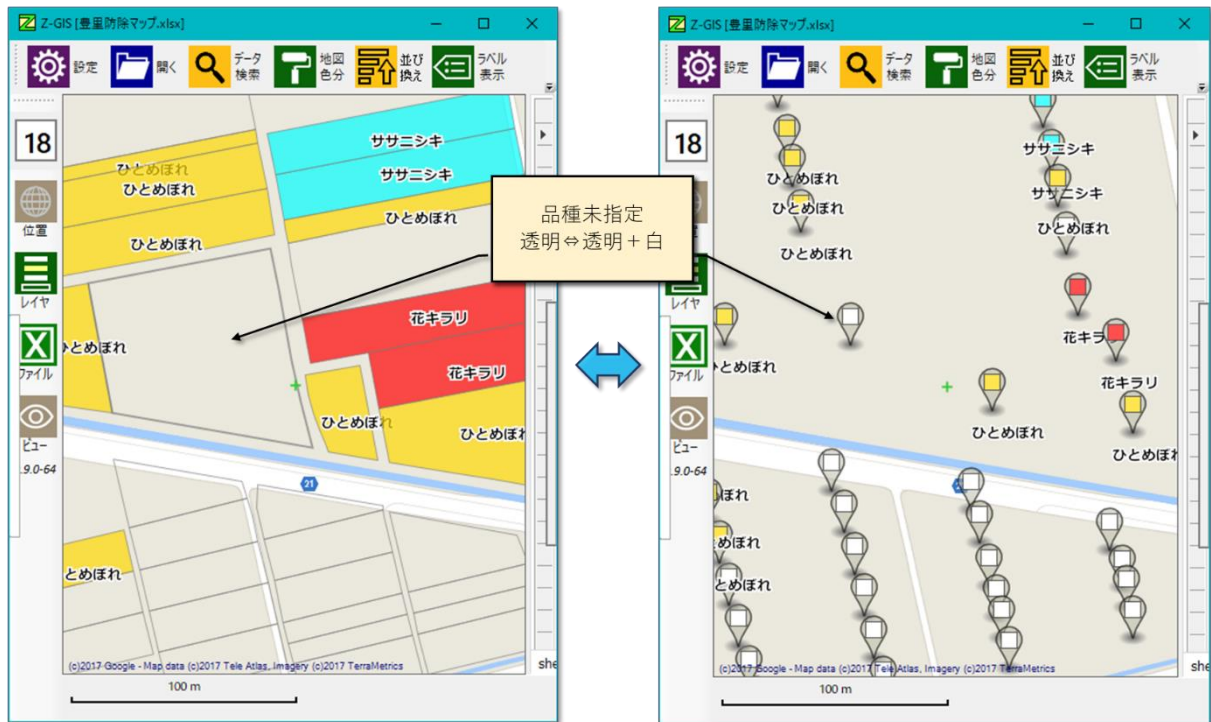 Z-GIS [豊里防除マップ.xlsx]
設定
開く
データ
検索
地図
色分
並び
換え
ラベル
表示
18
位置
レイヤ
ファイル
ビュー
.9.0-64
ササニシキ
ササニシキ
ひとめぼれ
ひとめぼれ
ひとめぼれ
ひとめぼれ
花キラリ
花キラリ
とめぼれ
ひとめぼれ
ひとめぼれ
21
とめぼれ
(c)2017 Google - Map data (c)2017 Tele Atlas, Imagery (c)2017 TerraMetrics
she
100 m
品種未指定
透明⇔透明+白
Z-GIS [豊里防除マップ.xlsx]
設定
開く
データ
検索
地図
色分
並び
換え
ラベル
表示
18
レイヤ
ファイル
ビュー
.9.0-64
ササニシキ
ササニシキ
ひとめぼれ
ひとめぼれ
ひとめぼれ
ひとめぼれ
花キラ
花キラリ
とめぼれ
ひとめぼれ
ひとめぼれ
ぼれ
めぼれ
とめぼれ
(c)2017 Google - Map data (c)2017 Tele Atlas, Imagery (c)2017 TerraMetrics
she
100 m